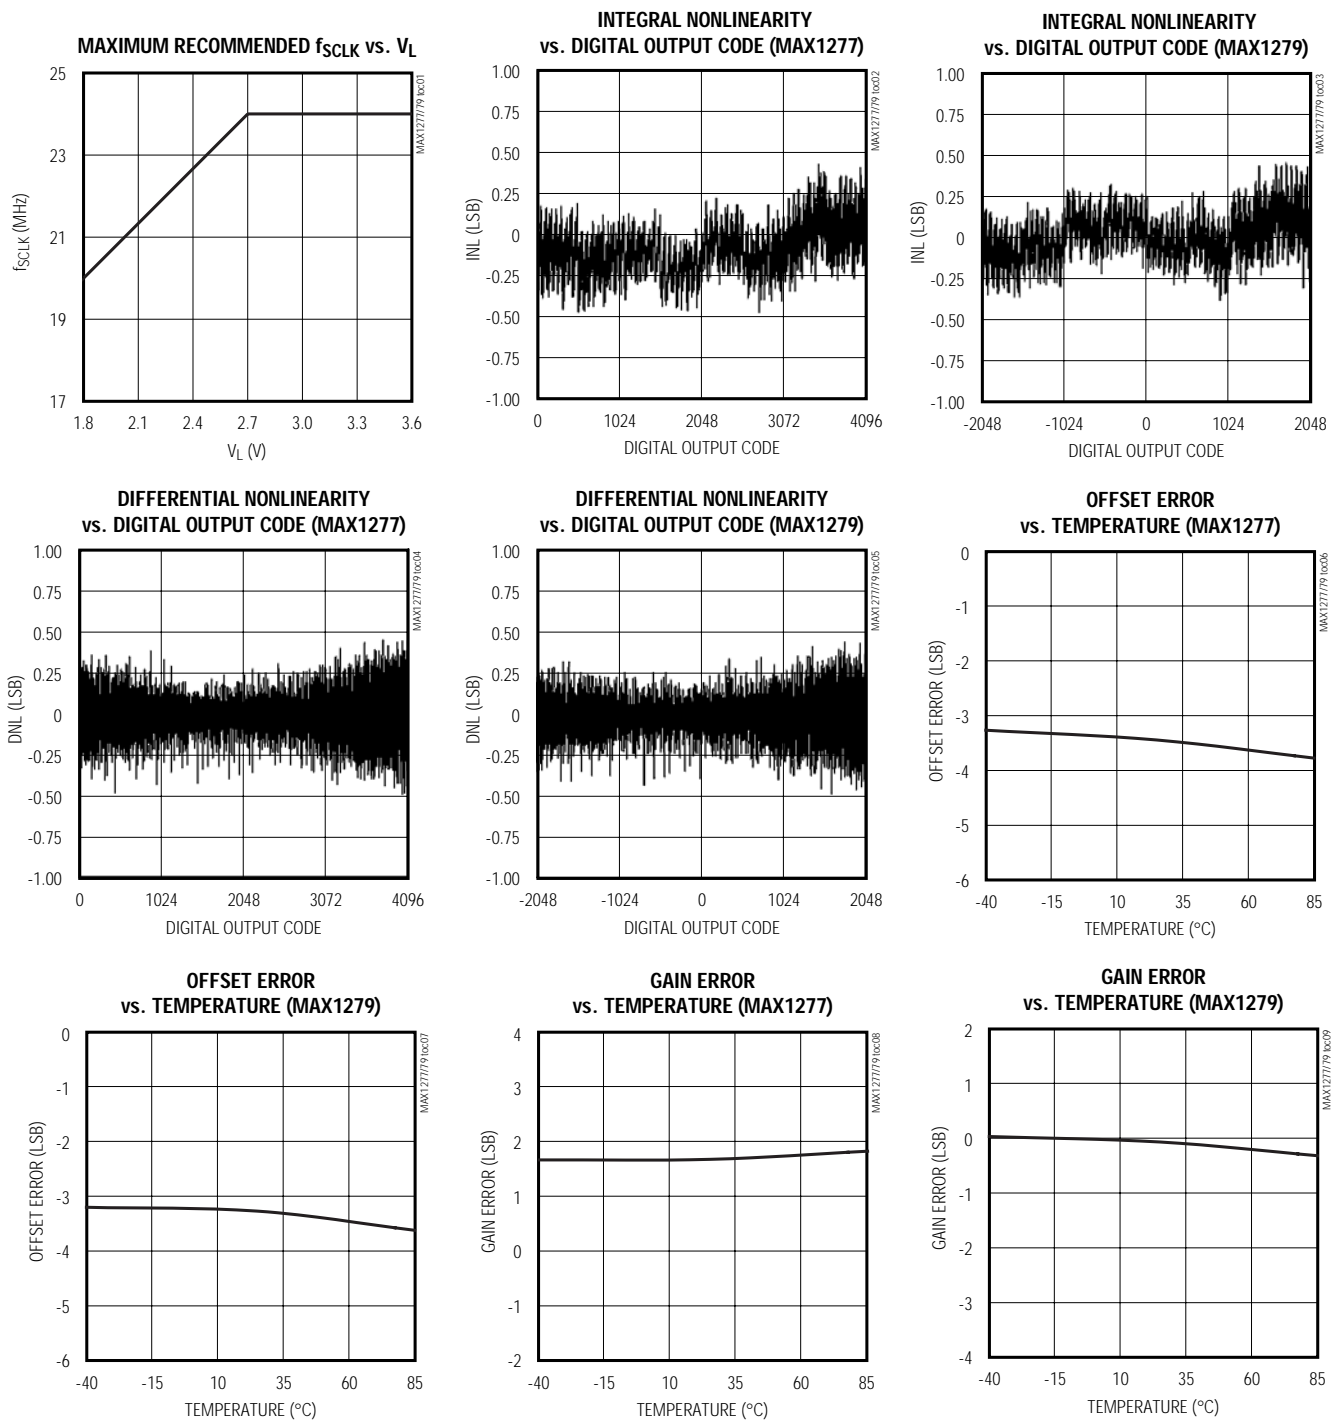 MAXIMUM RECOMMENDED fSCLK vs. VL
25
23
21
19
17
fSCLK (MHz)
1.8 2.1 2.4 2.7 3.0 3.3 3.6
VL (V)
MAX1277/79 toc01
INTEGRAL NONLINEARITY
vs. DIGITAL OUTPUT CODE (MAX1277)
1.00
0.75
0.50
0.25
0
-0.25
-0.50
-0.75
-1.00
INL (LSB)
0 1024 2048 3072 4096
DIGITAL OUTPUT CODE
MAX1277/79 toc02
INTEGRAL NONLINEARITY
vs. DIGITAL OUTPUT CODE (MAX1279)
1.00
0.75
0.50
0.25
0
-0.25
-0.50
-0.75
-1.00
INL (LSB)
-2048 -1024 0 1024 2048
DIGITAL OUTPUT CODE
MAX1277/79 toc03
DIFFERENTIAL NONLINEARITY
vs. DIGITAL OUTPUT CODE (MAX1277)
1.00
0.75
0.50
0.25
0
-0.25
-0.50
-0.75
-1.00
DNL (LSB)
0 1024 2048 3072 4096
DIGITAL OUTPUT CODE
MAX1277/79 toc04
DIFFERENTIAL NONLINEARITY
vs. DIGITAL OUTPUT CODE (MAX1279)
1.00
0.75
0.50
0.25
0
-0.25
-0.50
-0.75
-1.00
DNL (LSB)
-2048 -1024 0 1024 2048
DIGITAL OUTPUT CODE
MAX1277/79 toc05
OFFSET ERROR
vs. TEMPERATURE (MAX1277)
0
-1
-2
-3
-4
-5
-6
OFFSET ERROR (LSB)
-40 -15 10 35 60 85
TEMPERATURE (°C)
MAX1277/79 toc06
OFFSET ERROR
vs. TEMPERATURE (MAX1279)
0
-1
-2
-3
-4
-5
-6
OFFSET ERROR (LSB)
-40 -15 10 35 60 85
TEMPERATURE (°C)
MAX1277/79 toc07
GAIN ERROR
vs. TEMPERATURE (MAX1277)
4
3
2
1
0
-1
-2
GAIN ERROR (LSB)
-40 -15 10 35 60 85
TEMPERATURE (°C)
MAX1277/79 toc08
GAIN ERROR
vs. TEMPERATURE (MAX1279)
2
1
0
-1
-2
-3
-4
GAIN ERROR (LSB)
-40 -15 10 35 60 85
TEMPERATURE (°C)
MAX1277/79 toc09